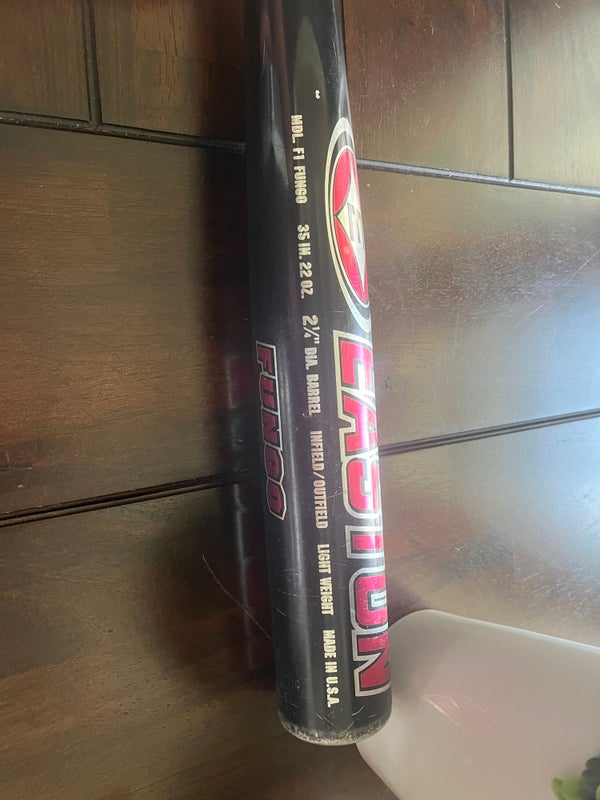 EASTON
MDL. F1 FUNGO 35 IN. 22 OZ. 2¼" DIA. BARREL INFIELD/OUTFIELD LIGHT WEIGHT MADE IN U.S.A.
FUNGO